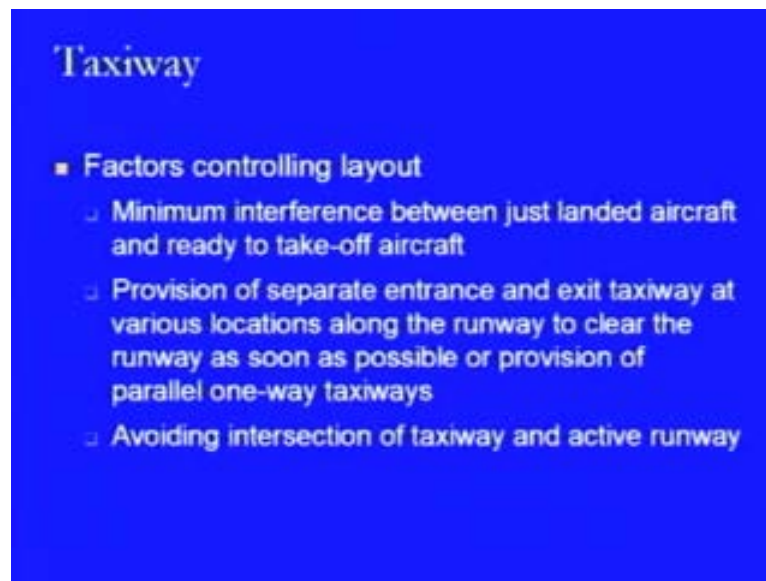 Taxiway
Factors controlling layout
Minimum interference between just landed aircraft
and ready to take-off aircraft
Provision of separate entrance and exit taxiway at
various locations along the runway to clear the
runway as soon as possible or provision of
parallel one-way taxiways
Avoiding intersection of taxiway and active runway